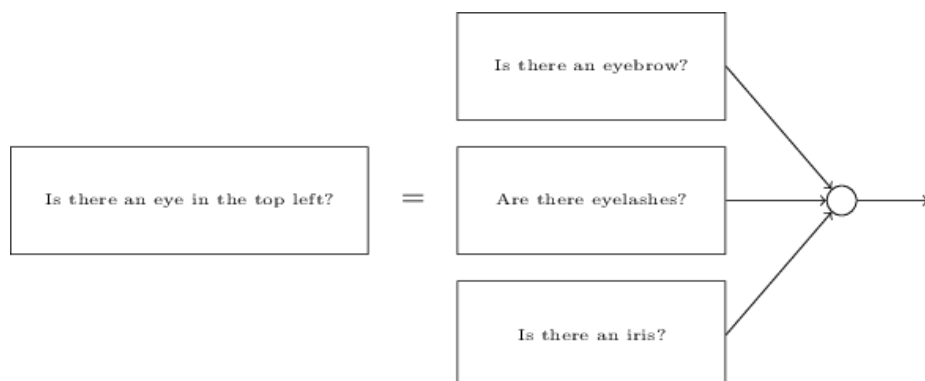 Is there an eyebrow?
Is there an eye in the top left?
=
Are there eyelashes?
Is there an iris?